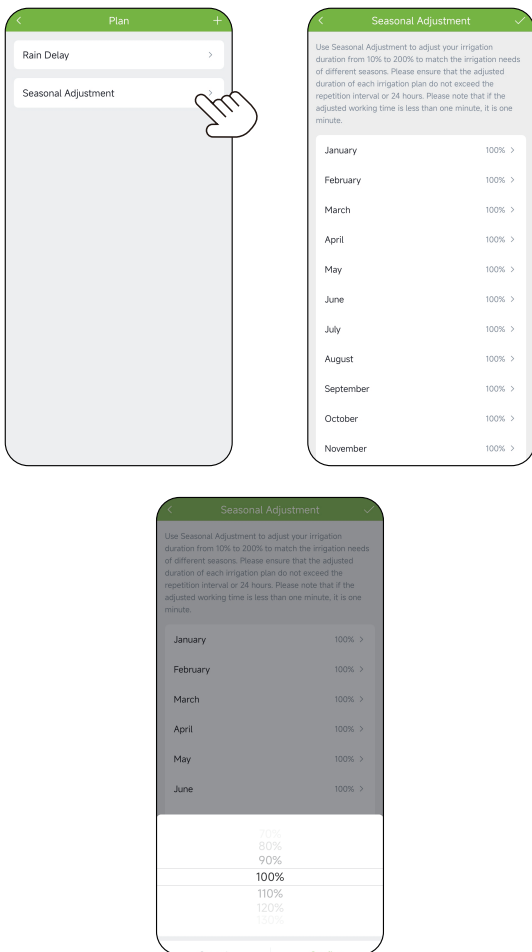 Plan
Rain Delay
Seasonal Adjustment
Seasonal Adjustment
Use Seasonal Adjustment to adjust your irrigation
duration from 10% to 200% to match the irrigation needs
of different seasons. Please ensure that the adjusted
duration of each irrigation plan do not exceed the
repetition interval or 24 hours. Please note that if the
adjusted working time is less than one minute, it is one
minute.
January 100%
February 100%
March 100%
April 100%
May 100%
June 100%
July 100%
August 100%
September 100%
October 100%
November 100%
Seasonal Adjustment
Use Seasonal Adjustment to adjust your irrigation
duration from 10% to 200% to match the irrigation needs
of different seasons. Please ensure that the adjusted
duration of each irrigation plan do not exceed the
repetition interval or 24 hours. Please note that if the
adjusted working time is less than one minute, it is one
minute.
January 100%
February 100%
March 100%
April 100%
May 100%
June 100%
70%
80%
90%
100%
110%
120%
130%